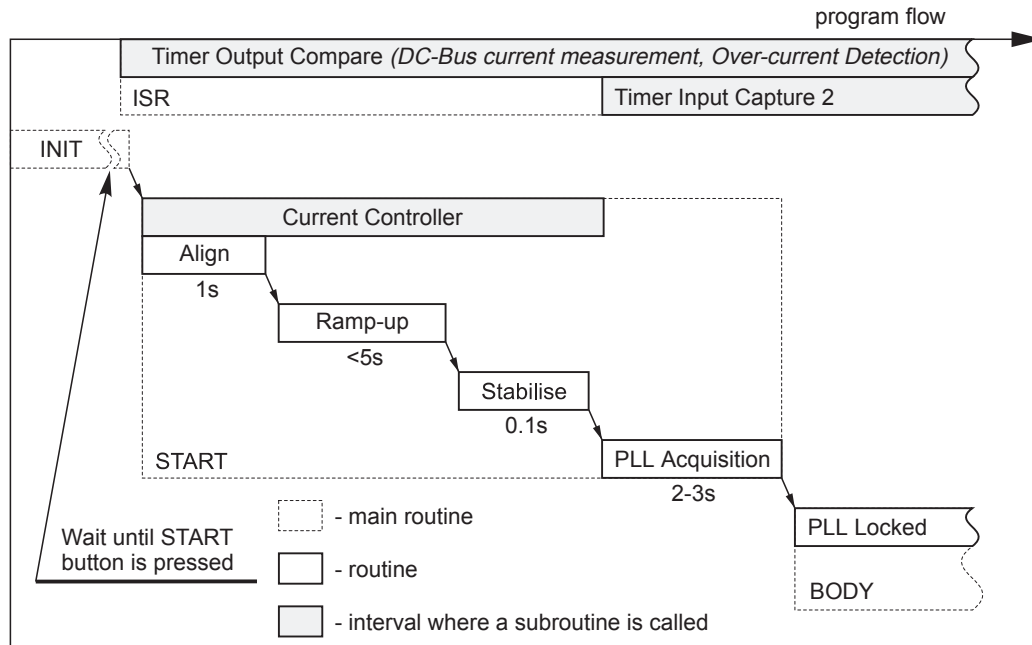 program flow
Timer Output Compare (DC-Bus current measurement, Over-current Detection)
ISR
Timer Input Capture 2
INIT
Current Controller
Align
1s
Ramp-up
<5s
Stabilise
0.1s
START
PLL Acquisition
2-3s
Wait until START
button is pressed
- main routine
PLL Locked
- routine
BODY
- interval where a subroutine is called